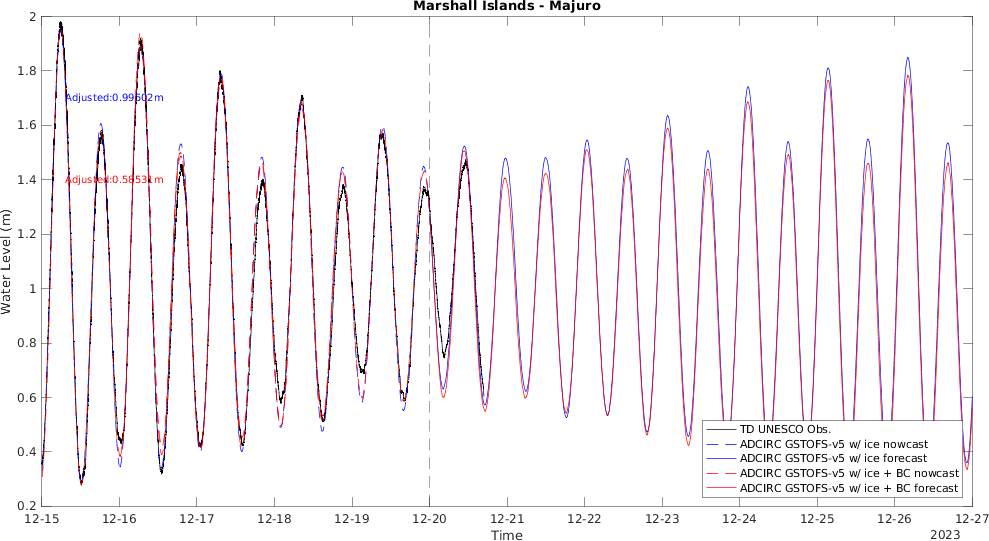 Marshall Islands - Majuro
Water Level (m)
2
1.8
1.6
1.4
1.2
1
0.8
0.6
0.4
0.2
Adjusted:0.99602m
Adjusted:0.58531m
TD UNESCO Obs.
ADCIRC GSTOFS-v5 w/ ice nowcast
ADCIRC GSTOFS-v5 w/ ice forecast
ADCIRC GSTOFS-v5 w/ ice + BC nowcast
ADCIRC GSTOFS-v5 w/ ice + BC forecast
12-15 12-16 12-17 12-18 12-19 12-20 12-21 12-22 12-23 12-24 12-25 12-26 12-27
Time
2023